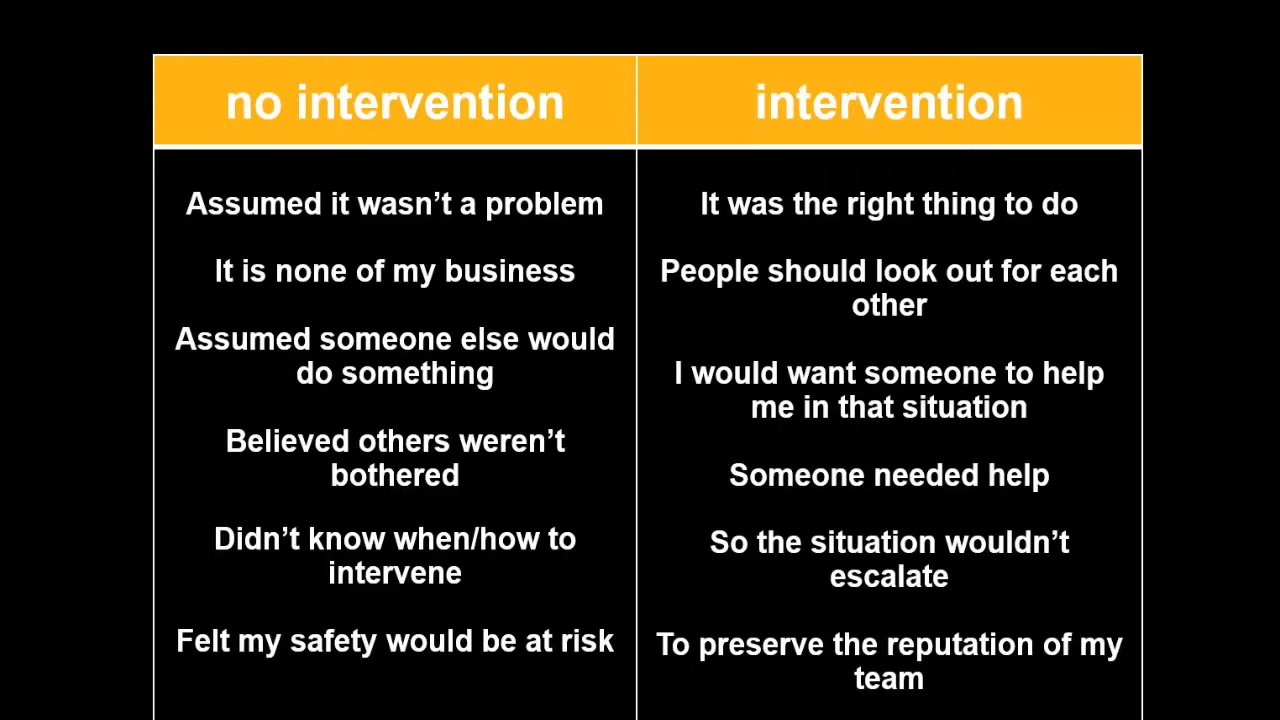 no intervention
intervention
Assumed it wasn’t a problem
It is none of my business
Assumed someone else would
do something
Believed others weren’t
bothered
Didn’t know when/how to
intervene
Felt my safety would be at risk
It was the right thing to do
People should look out for each
other
I would want someone to help
me in that situation
Someone needed help
So the situation wouldn’t
escalate
To preserve the reputation of my
team